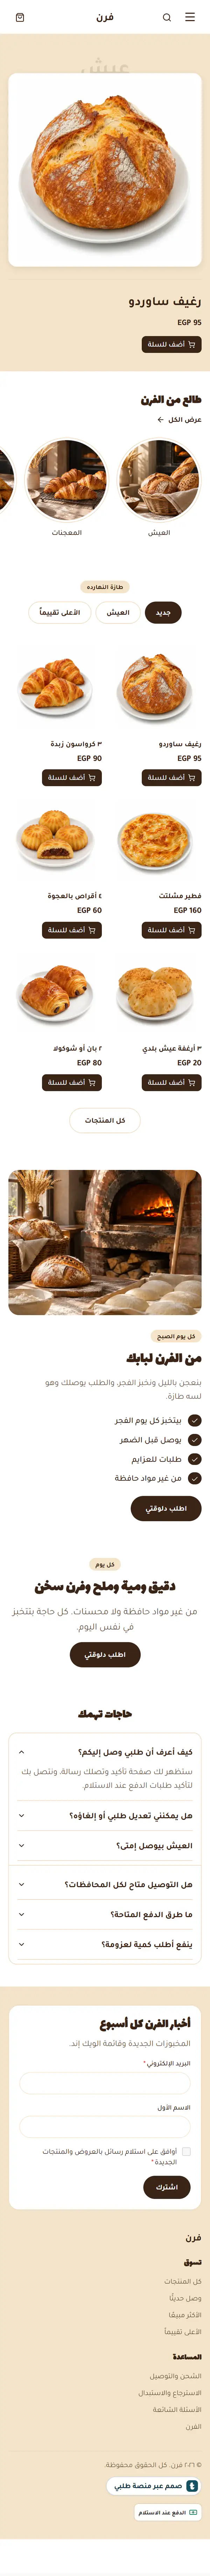 فرن
عيش
رغيف ساوردو
EGP 95
أضف للسلة
طالع من الفرن
عرض الكل
العيش
المعجنات
طازة النهارده
جديد
العيش
الأعلى تقييماً
رغيف ساوردو
EGP 95
أضف للسلة
٣ كرواسون زبدة
EGP 90
أضف للسلة
فطير مشلتت
EGP 160
أضف للسلة
٤ أقراص بالعجوة
EGP 60
أضف للسلة
٣ أرغفة عيش بلدي
EGP 20
أضف للسلة
٢ بان أو شوكولا
EGP 80
أضف للسلة
كل المنتجات
كل يوم الصبح
من الفرن لبابك
بنعجن بالليل ونخبز الفجر، والطلب يوصلك وهو
لسه طازة.
بيتخبز كل يوم الفجر
يوصل قبل الضهر
طلبات للعزايم
من غير مواد حافظة
اطلب دلوقتي
كل يوم
دقيق ومية وملح وفرن سخن
من غير مواد حافظة ولا محسنات. كل حاجة بتتخبز
في نفس اليوم.
اطلب دلوقتي
حاجات تهمك
كيف أعرف أن طلبي وصل إليكم؟
ستظهر لك صفحة تأكيد وتصلك رسالة، ونتصل بك
لتأكيد طلبات الدفع عند الاستلام.
هل يمكنني تعديل طلبي أو إلغاؤه؟
العيش بيوصل إمتى؟
هل التوصيل متاح لكل المحافظات؟
ما طرق الدفع المتاحة؟
ينفع أطلب كمية لعزومة؟
أخبار الفرن كل أسبوع
المخبوزات الجديدة وقائمة الويك إند.
البريد الإلكتروني *
الاسم الأول
أوافق على استلام رسائل بالعروض والمنتجات
الجديدة *
اشترك
فرن
تسوق
كل المنتجات
وصل حديثًا
الأكثر مبيعًا
الأعلى تقييماً
المساعدة
الشحن والتوصيل
الاسترجاع والاستبدال
الأسئلة الشائعة
الفرن
© ٢٠٢٦ فرن. كل الحقوق محفوظة.
صمم عبر منصة طلبي
الدفع عند الاستلام